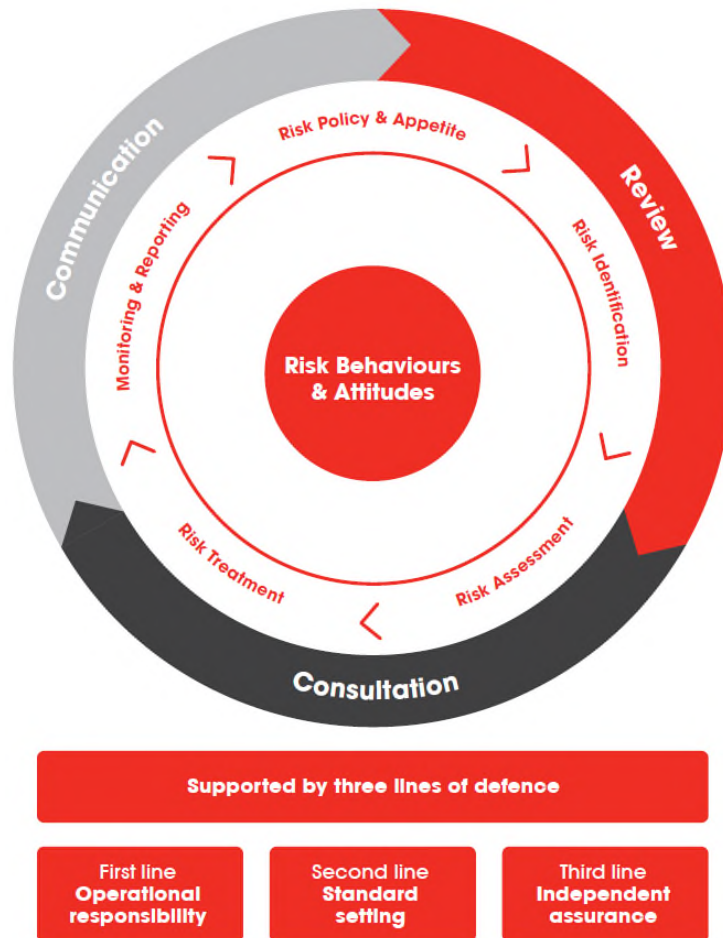 Communication
Review
Consultation
Risk Policy & Appetite
Risk Identification
Risk Assessment
Risk Treatment
Monitoring & Reporting
Risk Behaviours
& Attitudes
Supported by three lines of defence
First line
Operational
responsibility
Second line
Standard
setting
Third line
Independent
assurance